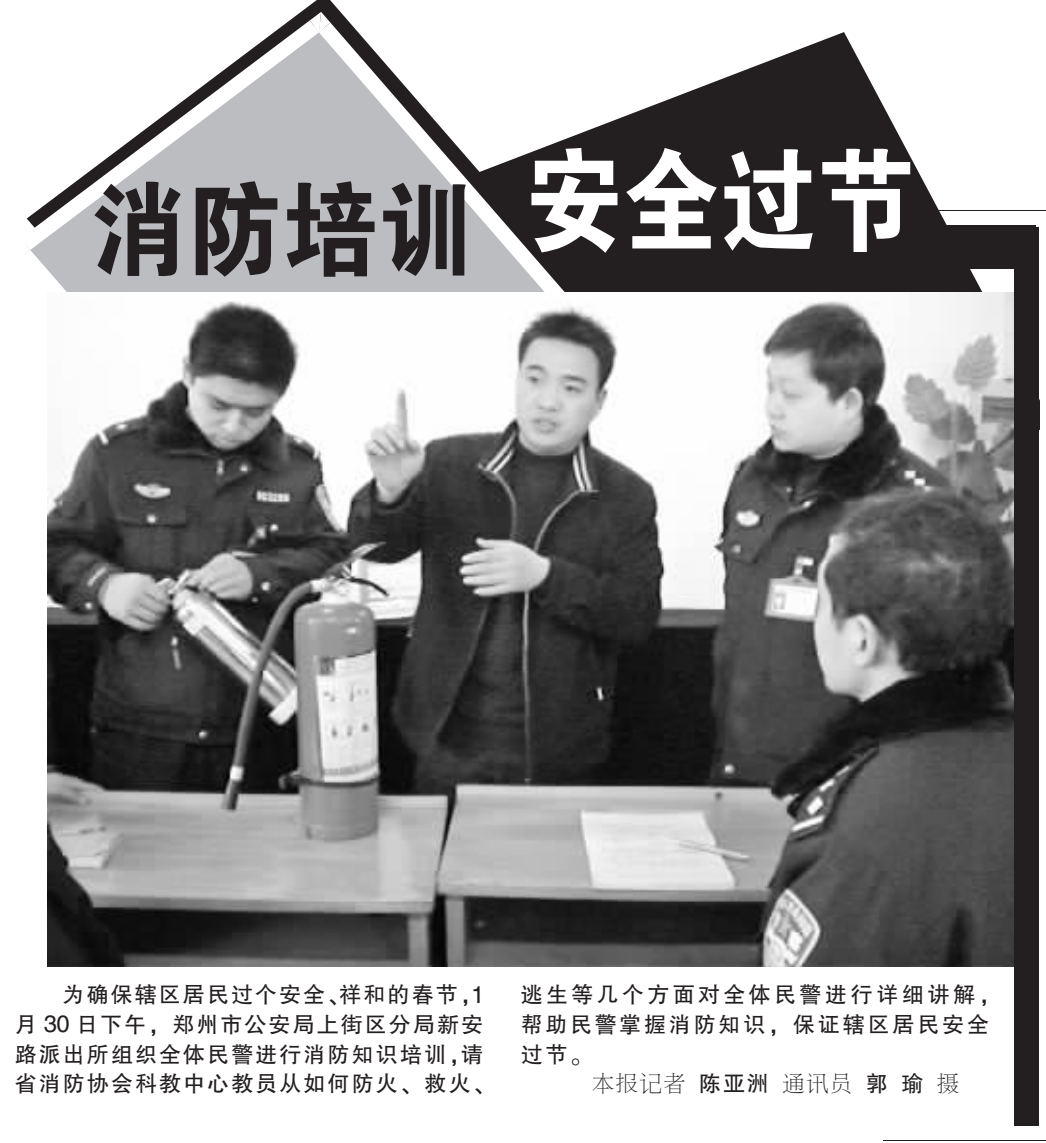 消防培训
安全过节
为确保辖区居民过个安全、祥和的春节,1
月 30 日下午，郑州市公安局上街区分局新安
路派出所组织全体民警进行消防知识培训,请
省消防协会科教中心教员从如何防火、救火、
逃生等几个方面对全体民警进行详细讲解，
帮助民警掌握消防知识，保证辖区居民安全
过节。
本报记者 陈亚洲 通讯员 郭 瑜 摄